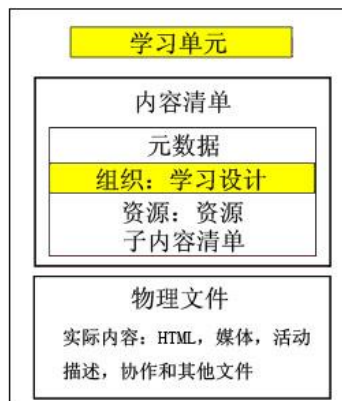 学习单元
内容清单
元数据
组织：学习设计
资源：资源
子内容清单
物理文件
实际内容：HTML，媒体，活动
描述，协作和其他文件